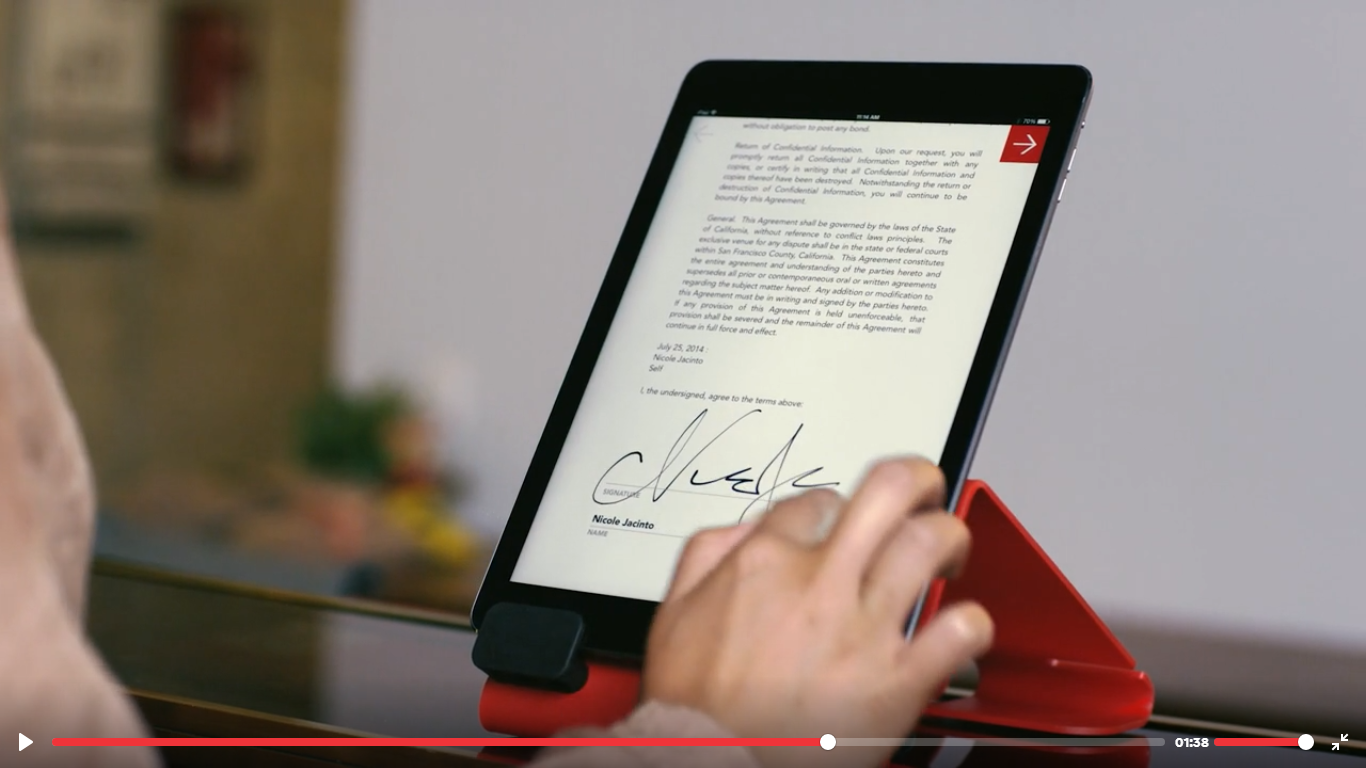 11:14 AM
70%
without obligation to post any bond.
Return of Confidential Information. Upon our request, you will
promptly return all Confidential Information together with any
copies, or certify in writing that all Confidential Information and
copies thereof have been destroyed. Notwithstanding the return or
destruction of Confidential Information, you will continue to be
bound by this Agreement.
General. This Agreement shall be governed by the laws of the State
of California, without reference to conflict laws principles. The
exclusive venue for any dispute shall be in the state or federal courts
within San Francisco County, California. This Agreement constitutes
the entire agreement and understanding of the parties hereto and
supersedes all prior or contemporaneous oral or written agreements
regarding the subject matter hereof. Any addition or modification to
this Agreement must be in writing and signed by the parties hereto.
If any provision of this Agreement is held unenforceable, that
provision shall be severed and the remainder of this Agreement will
continue in full force and effect.
July 25, 2014 :
Nicole Jacinto
Self
I, the undersigned, agree to the terms above:
SIGNATURE
Nicole Jacinto
NAME
01:38